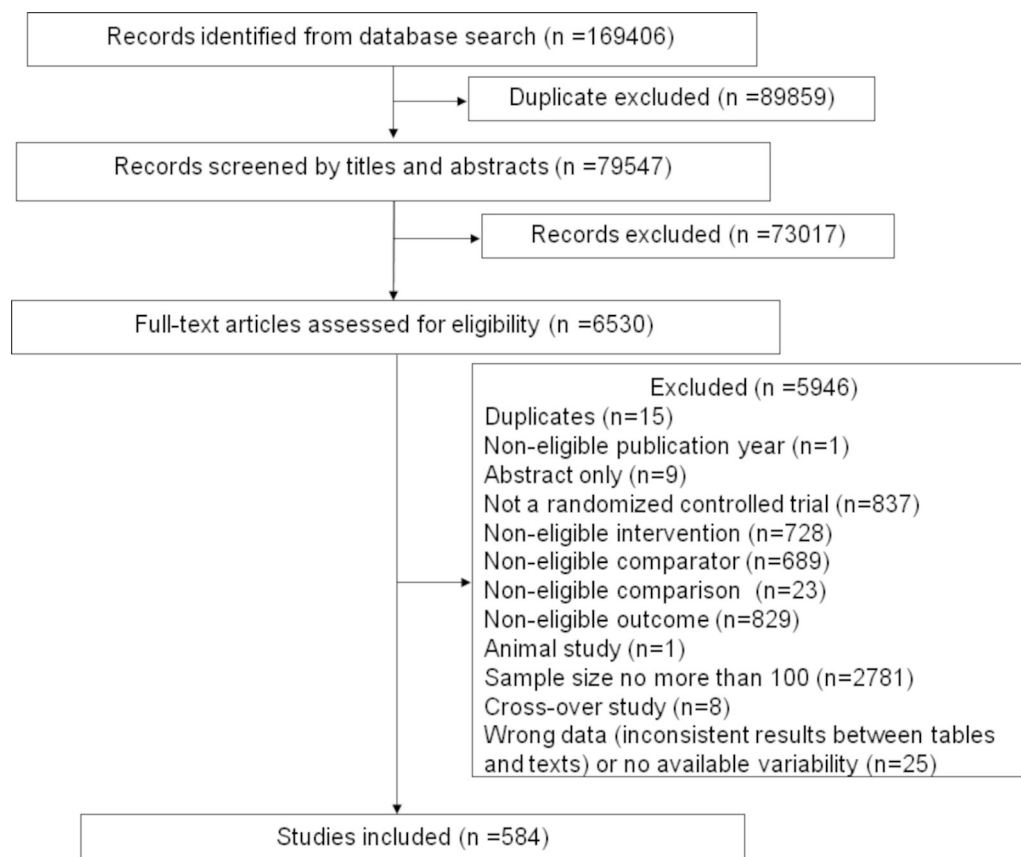 Records identified from database search (n =169406)
Duplicate excluded (n =89859)
Records screened by titles and abstracts (n =79547)
Records excluded (n =73017)
Full-text articles assessed for eligibility (n =6530)
Excluded (n =5946)
Duplicates (n=15)
Non-eligible publication year (n=1)
Abstract only (n=9)
Not a randomized controlled trial (n=837)
Non-eligible intervention (n=728)
Non-eligible comparator (n=689)
Non-eligible comparison  (n=23)
Non-eligible outcome (n=829)
Animal study (n=1)
Sample size no more than 100 (n=2781)
Cross-over study (n=8)
Wrong data (inconsistent results between tables
and texts) or no available variability (n=25)
Studies included (n =584)